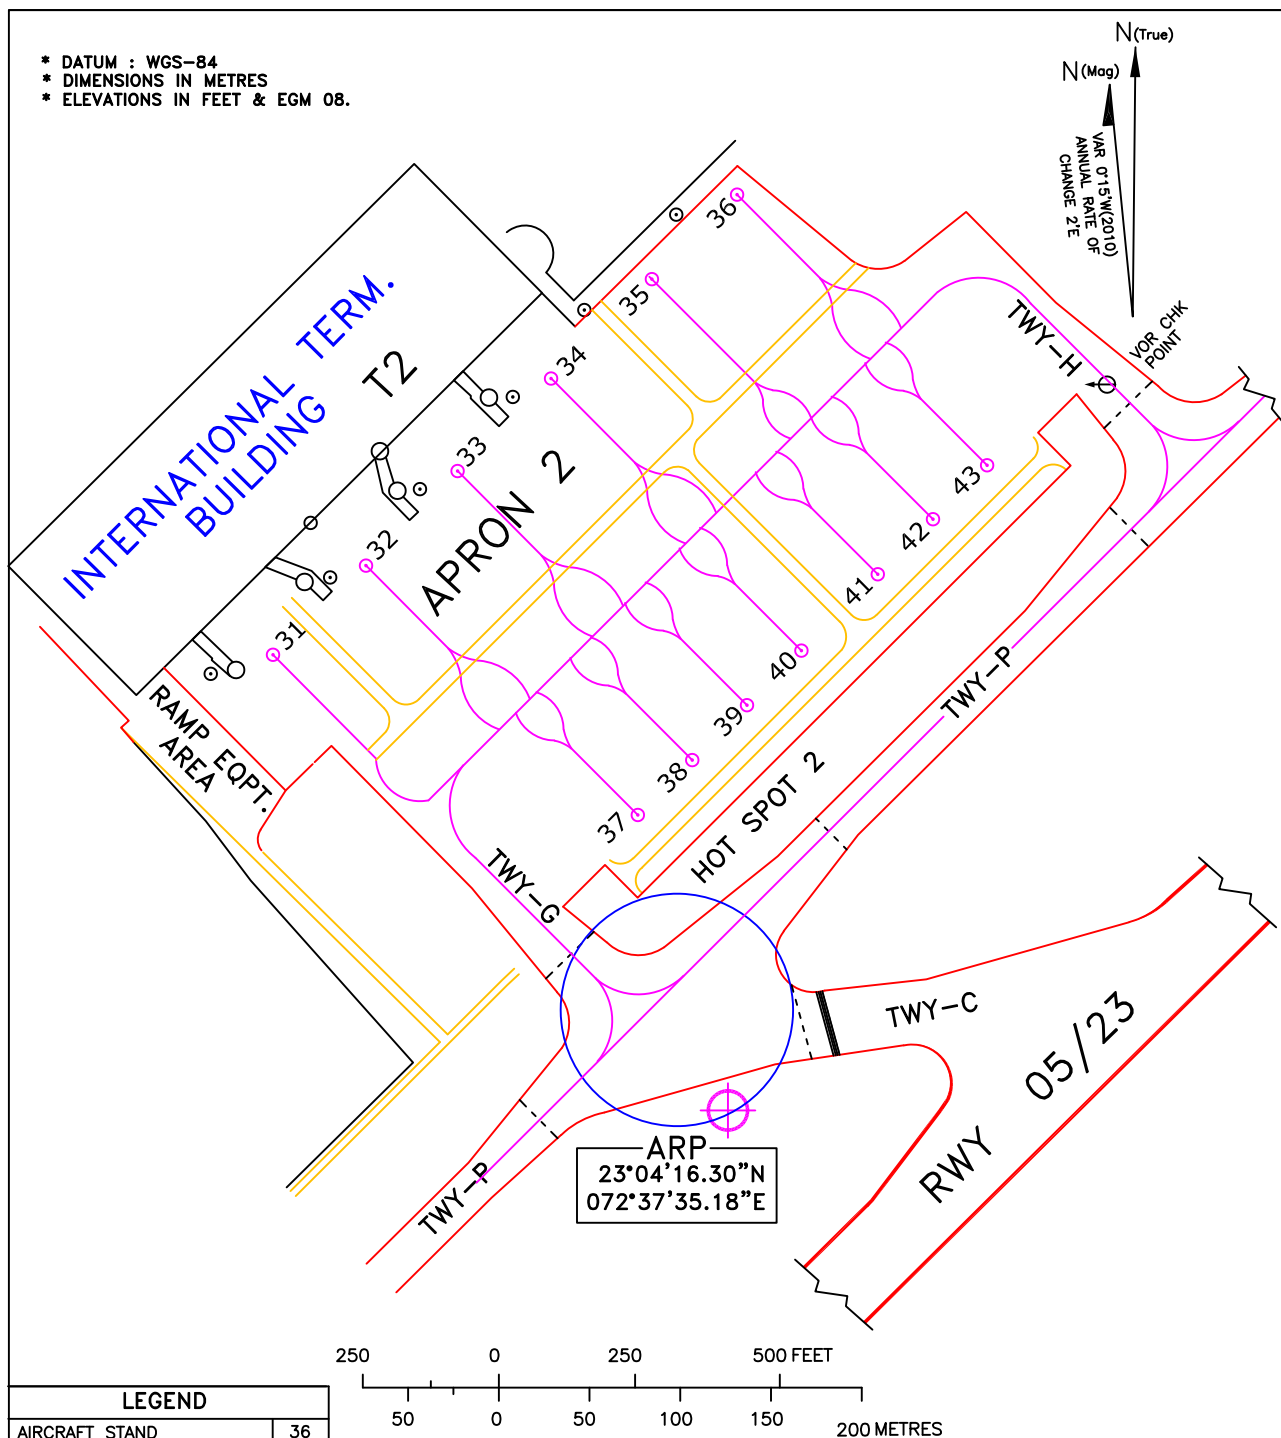 * DATUM : WGS-84
* DIMENSIONS IN METRES
* ELEVATIONS IN FEET & EGM 08.
N(True)
N(Mag)
VAR 0°15'W(2010)
ANNUAL RATE OF
CHANGE 2'E
INTERNATIONAL TERM.
BUILDING
T2
APRON 2
36
35
34
33
32
31
TWY-H
VOR CHK
POINT
43
42
41
40
39
38
37
RAMP EQPT.
AREA
TWY-P
HOT SPOT 2
TWY-G
TWY-C
RWY 05/23
TWY-P
ARP
23°04'16.30"N
072°37'35.18"E
250 0 250 500 FEET
50 0 50 100 150 200 METRES
LEGEND
AIRCRAFT STAND 36